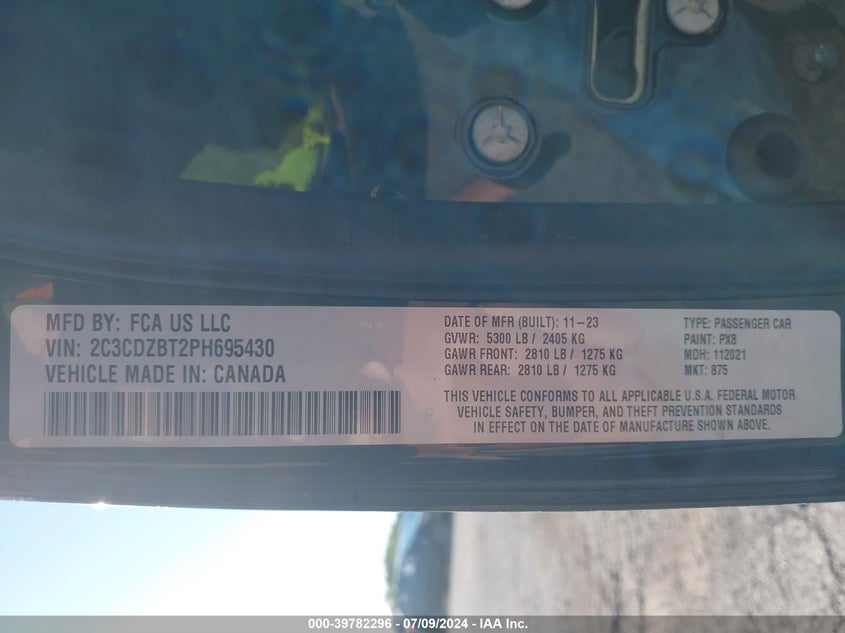 MFD BY: FCA US LLC
VIN: 2C3CDZBT2PH695430
VEHICLE MADE IN: CANADA
DATE OF MFR (BUILT): 11-23
GVWR: 5300 LB / 2405 KG
GAWR FRONT: 2810 LB / 1275 KG
GAWR REAR: 2810 LB / 1275 KG
TYPE: PASSENGER CAR
PAINT: PX8
MDH: 112021
MKT: 875
THIS VEHICLE CONFORMS TO ALL APPLICABLE U.S.A. FEDERAL MOTOR
VEHICLE SAFETY, BUMPER, AND THEFT PREVENTION STANDARDS
IN EFFECT ON THE DATE OF MANUFACTURE SHOWN ABOVE.
000-39782296 - 07/09/2024 - IAA Inc.